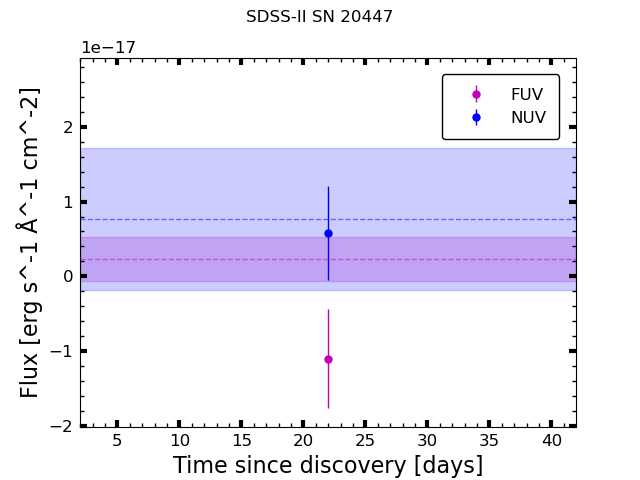 SDSS-II SN 20447
1e−17
FUV
NUV
2
1
0
−1
−2
5 10 15 20 25 30 35 40
Time since discovery [days]
Flux [erg s^-1 Å^-1 cm^-2]